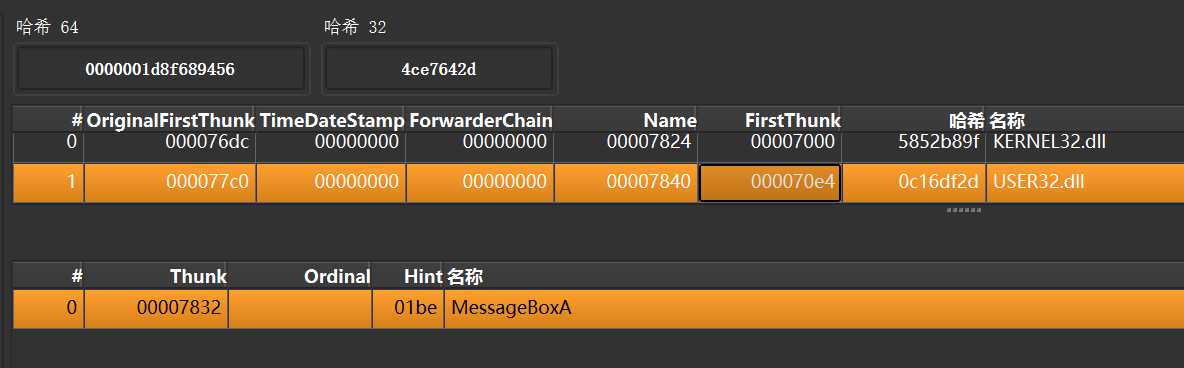 哈希 64 哈希 32
0000001d8f689456 4ce7642d
# OriginalFirstThunk TimeDateStamp ForwarderChain Name FirstThunk 哈希 名称
0 000076dc 00000000 00000000 00007824 00007000 5852b89f KERNEL32.dll
1 000077c0 00000000 00000000 00007840 000070e4 0c16df2d USER32.dll
# Thunk Ordinal Hint 名称
0 00007832 01be MessageBoxA